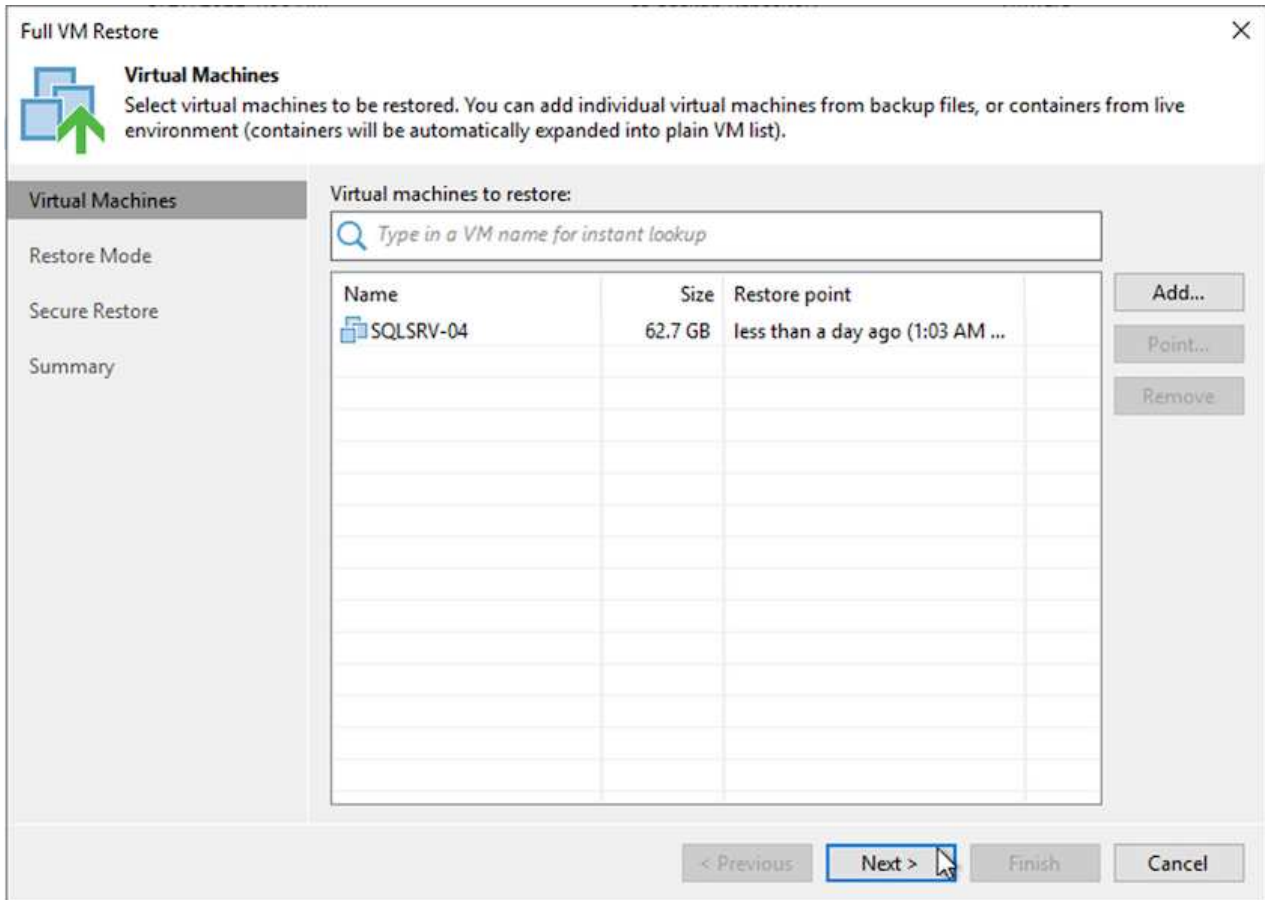 Full VM Restore
Virtual Machines
Select virtual machines to be restored. You can add individual virtual machines from backup files, or containers from live
environment (containers will be automatically expanded into plain VM list).
Virtual Machines
Restore Mode
Secure Restore
Summary
Virtual machines to restore:
Type in a VM name for instant lookup
Name Size Restore point
SQLSRV-04 62.7 GB less than a day ago (1:03 AM ...
Add...
Point...
Remove
< Previous Next > Finish Cancel